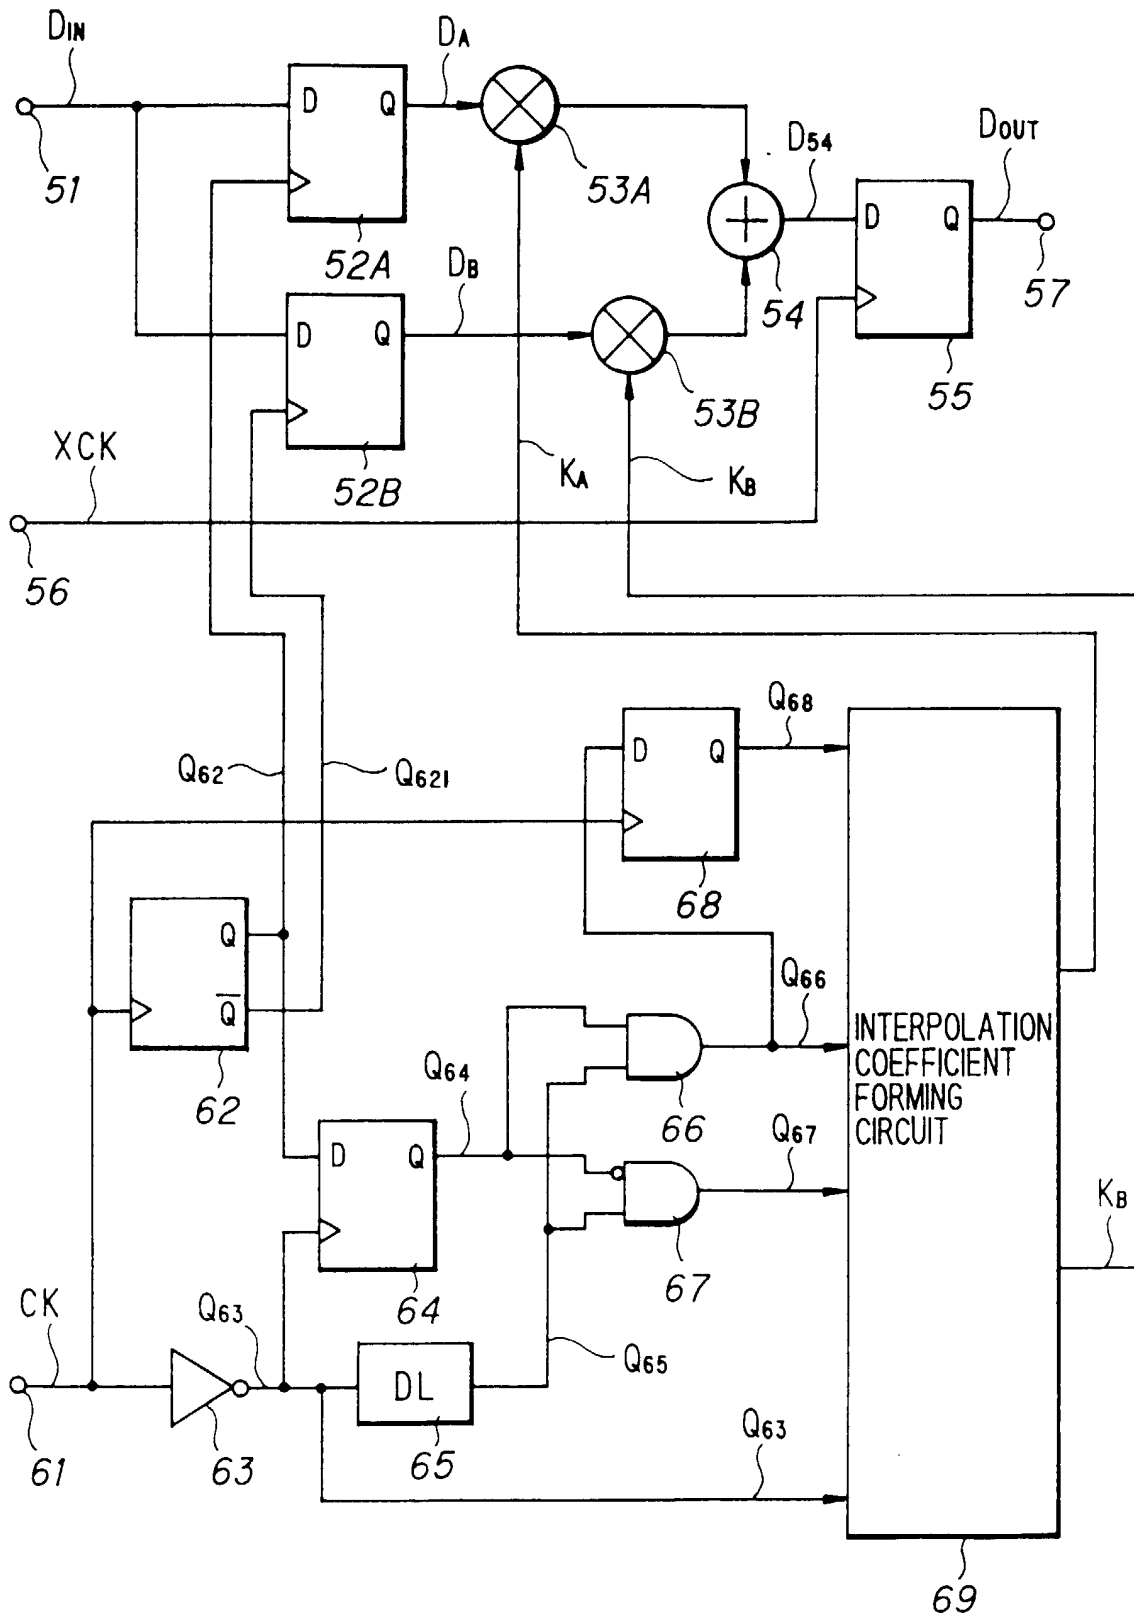 DIN
DA
D Q
51
52A
53A
D54
DOUT
D Q
54
57
55
DB
D Q
52B
53B
XCK
KA
KB
56
Q62
Q621
Q68
D Q
68
Q
Q
62
Q66
INTERPOLATION
COEFFICIENT
FORMING
CIRCUIT
Q64
66
D Q
64
Q67
67
KB
CK
Q63
Q65
DL
61
63
65
Q63
69